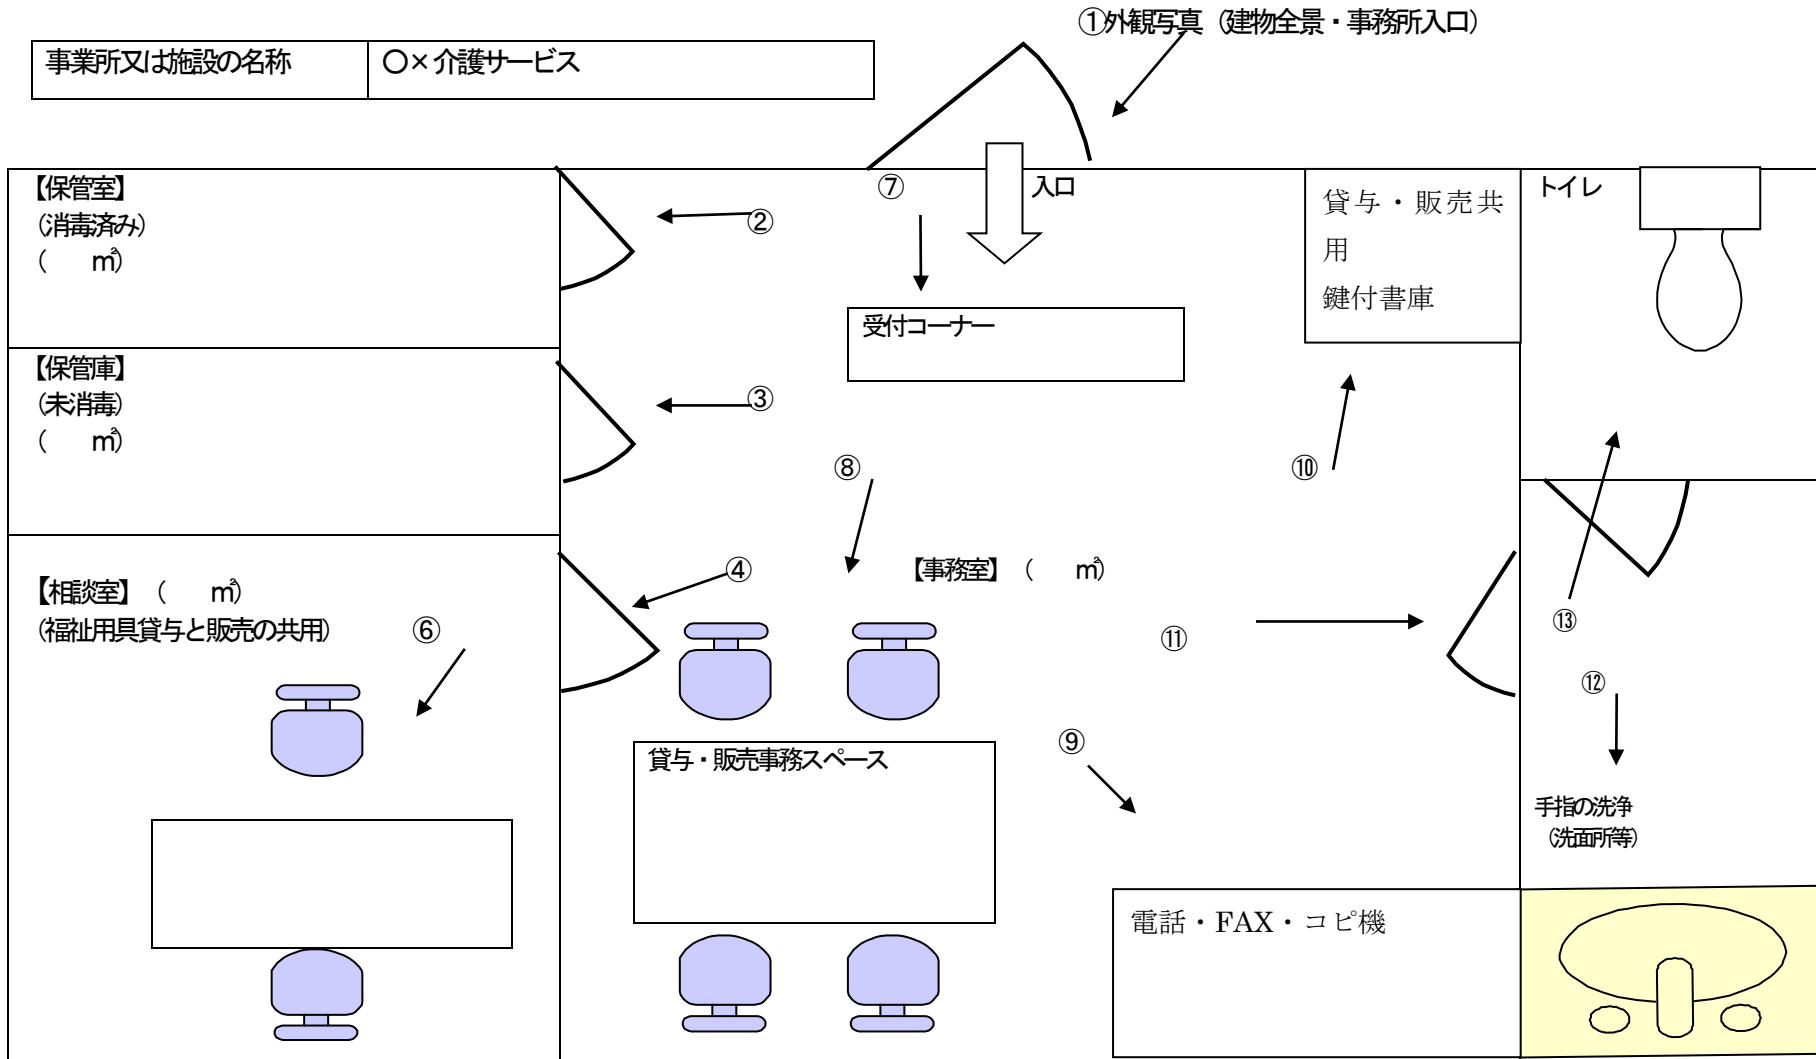 ①外観写真（建物全景・事務所入口）
事業所又は施設の名称
〇×介護サービス
【保管室】
（消毒済み）
（　　㎡）
②
⑦
入口
貸与・販売共
用
鍵付書庫
トイレ
受付コーナー
【保管庫】
（未消毒）
（　　㎡）
③
⑧
⑩
④
【事務室】（　　㎡）
【相談室】（　　㎡）
（福祉用具貸与と販売の共用）
⑥
⑪
⑬
⑫
貸与・販売事務スペース
⑨
手指の洗浄
（洗面所等）
電話・FAX・コピ機